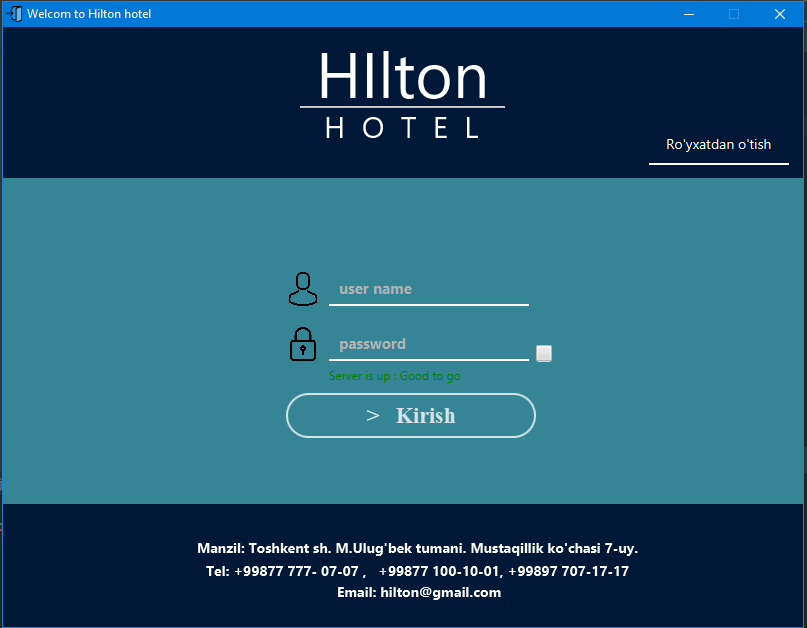 Welcom to Hilton hotel
HIlton
HOTEL
Ro'yxatdan o'tish
user name
password
Server is up : Good to go
> Kirish
Manzil: Toshkent sh. M.Ulug'bek tumani. Mustaqillik ko'chasi 7-uy.
Tel: +99877 777- 07-07 , +99877 100-10-01, +99897 707-17-17
Email: hilton@gmail.com